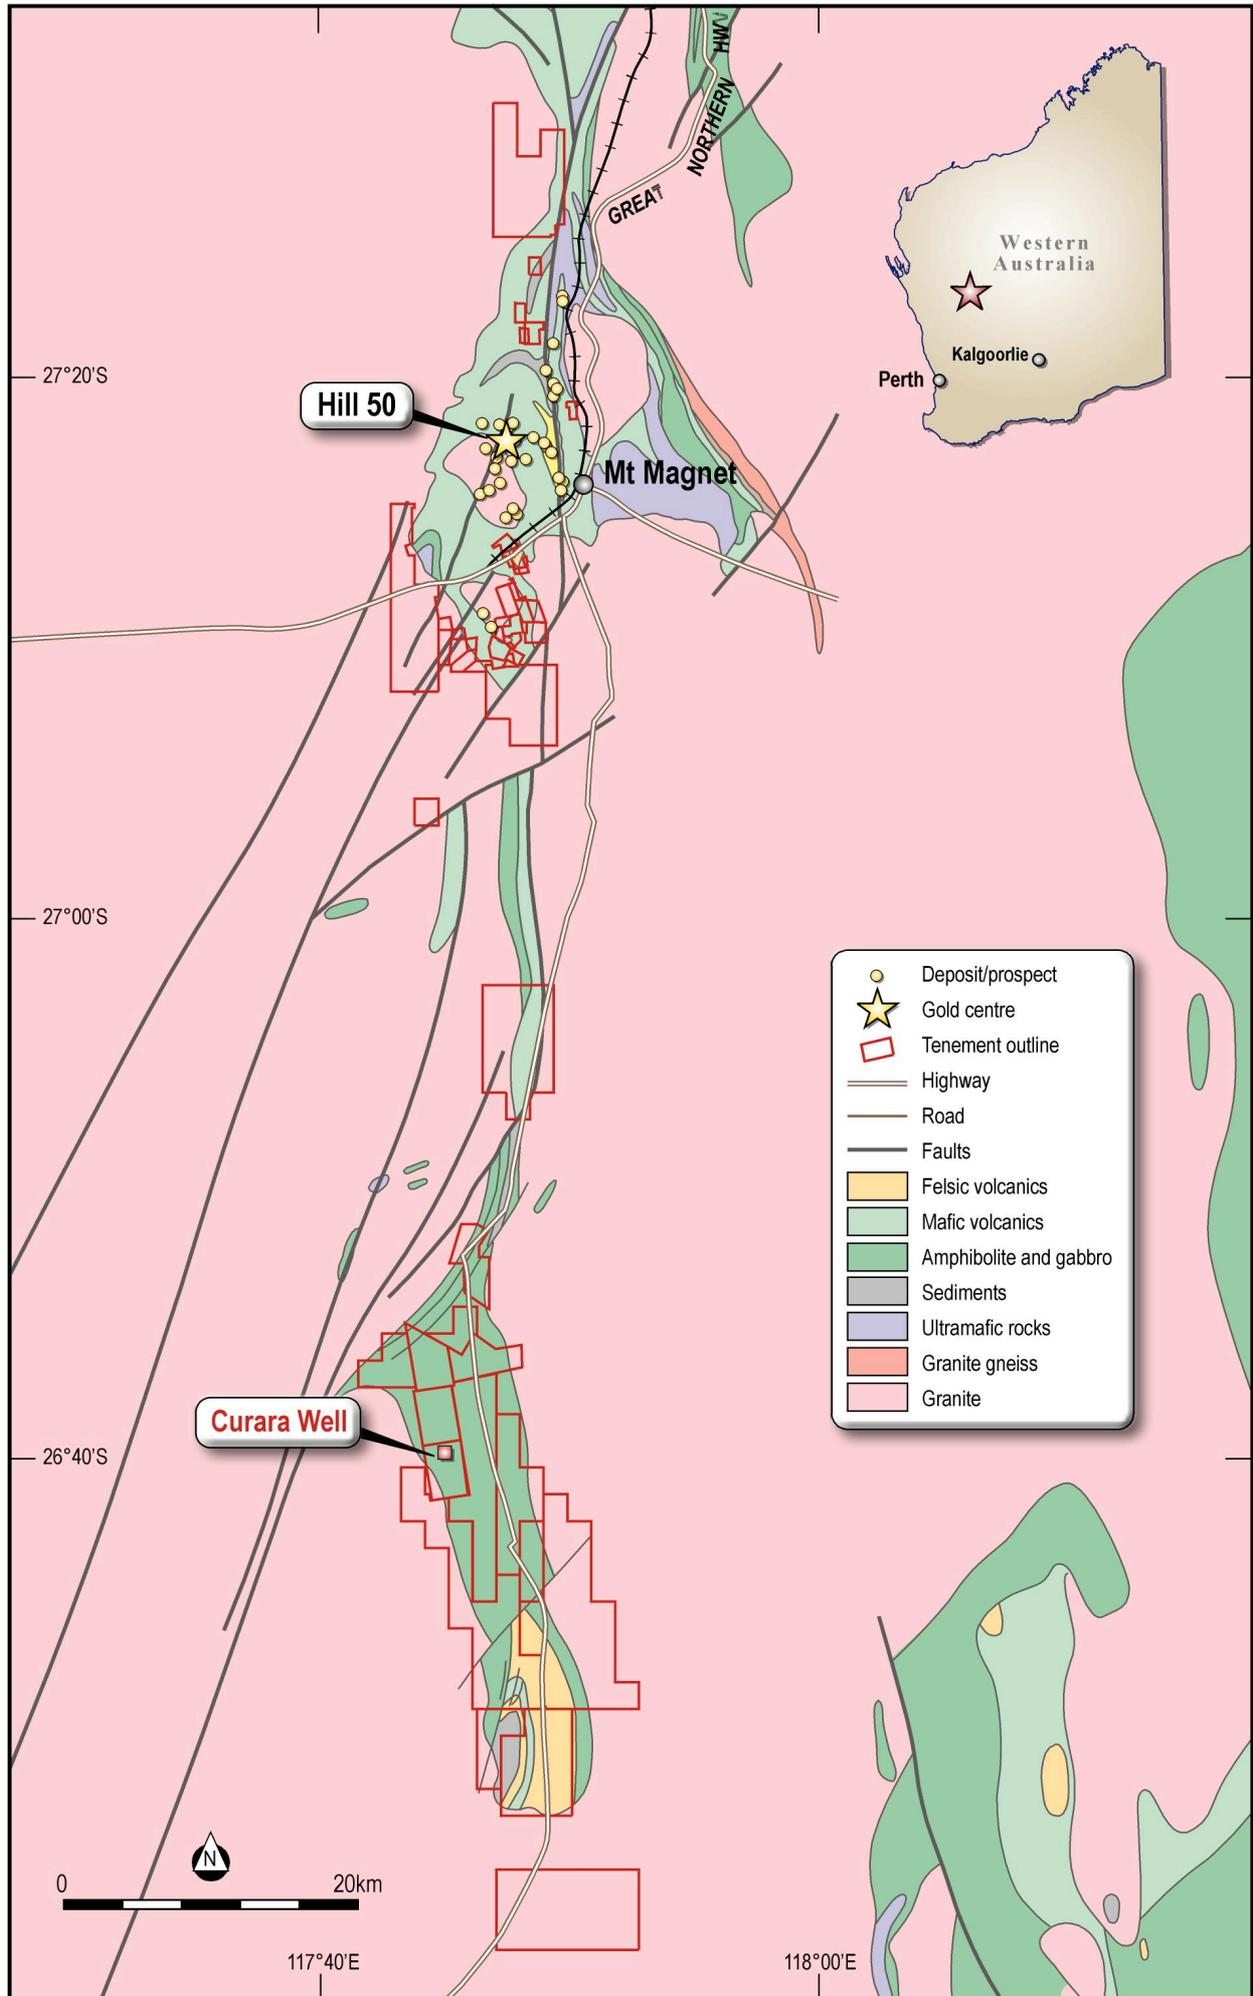 HW
NORTHERN
GREAT
Western
Australia
Kalgoorlie
Perth
27°20'S
Hill 50
Mt Magnet
27°00'S
Deposit/prospect
Gold centre
Tenement outline
Highway
Road
Faults
Felsic volcanics
Mafic volcanics
Amphibolite and gabbro
Sediments
Ultramafic rocks
Granite gneiss
Granite
Curara Well
26°40'S
N
0
20km
117°40'E
118°00'E